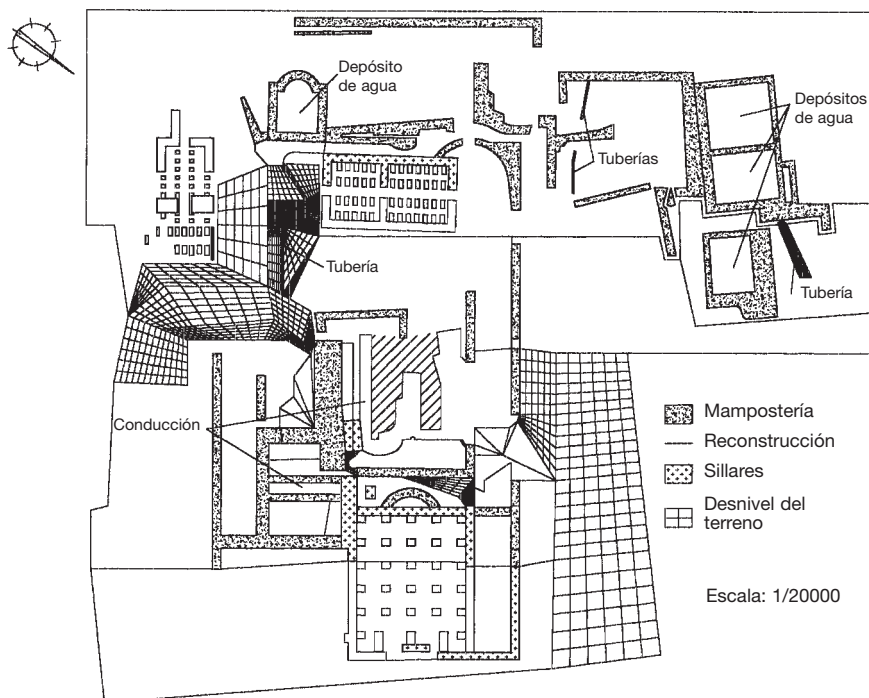 Depósito
de agua
Depósitos
de agua
Tuberías
Tubería
Tubería
Conducción
Mampostería
Reconstrucción
Sillares
Desnivel del
terreno
Escala: 1/20000